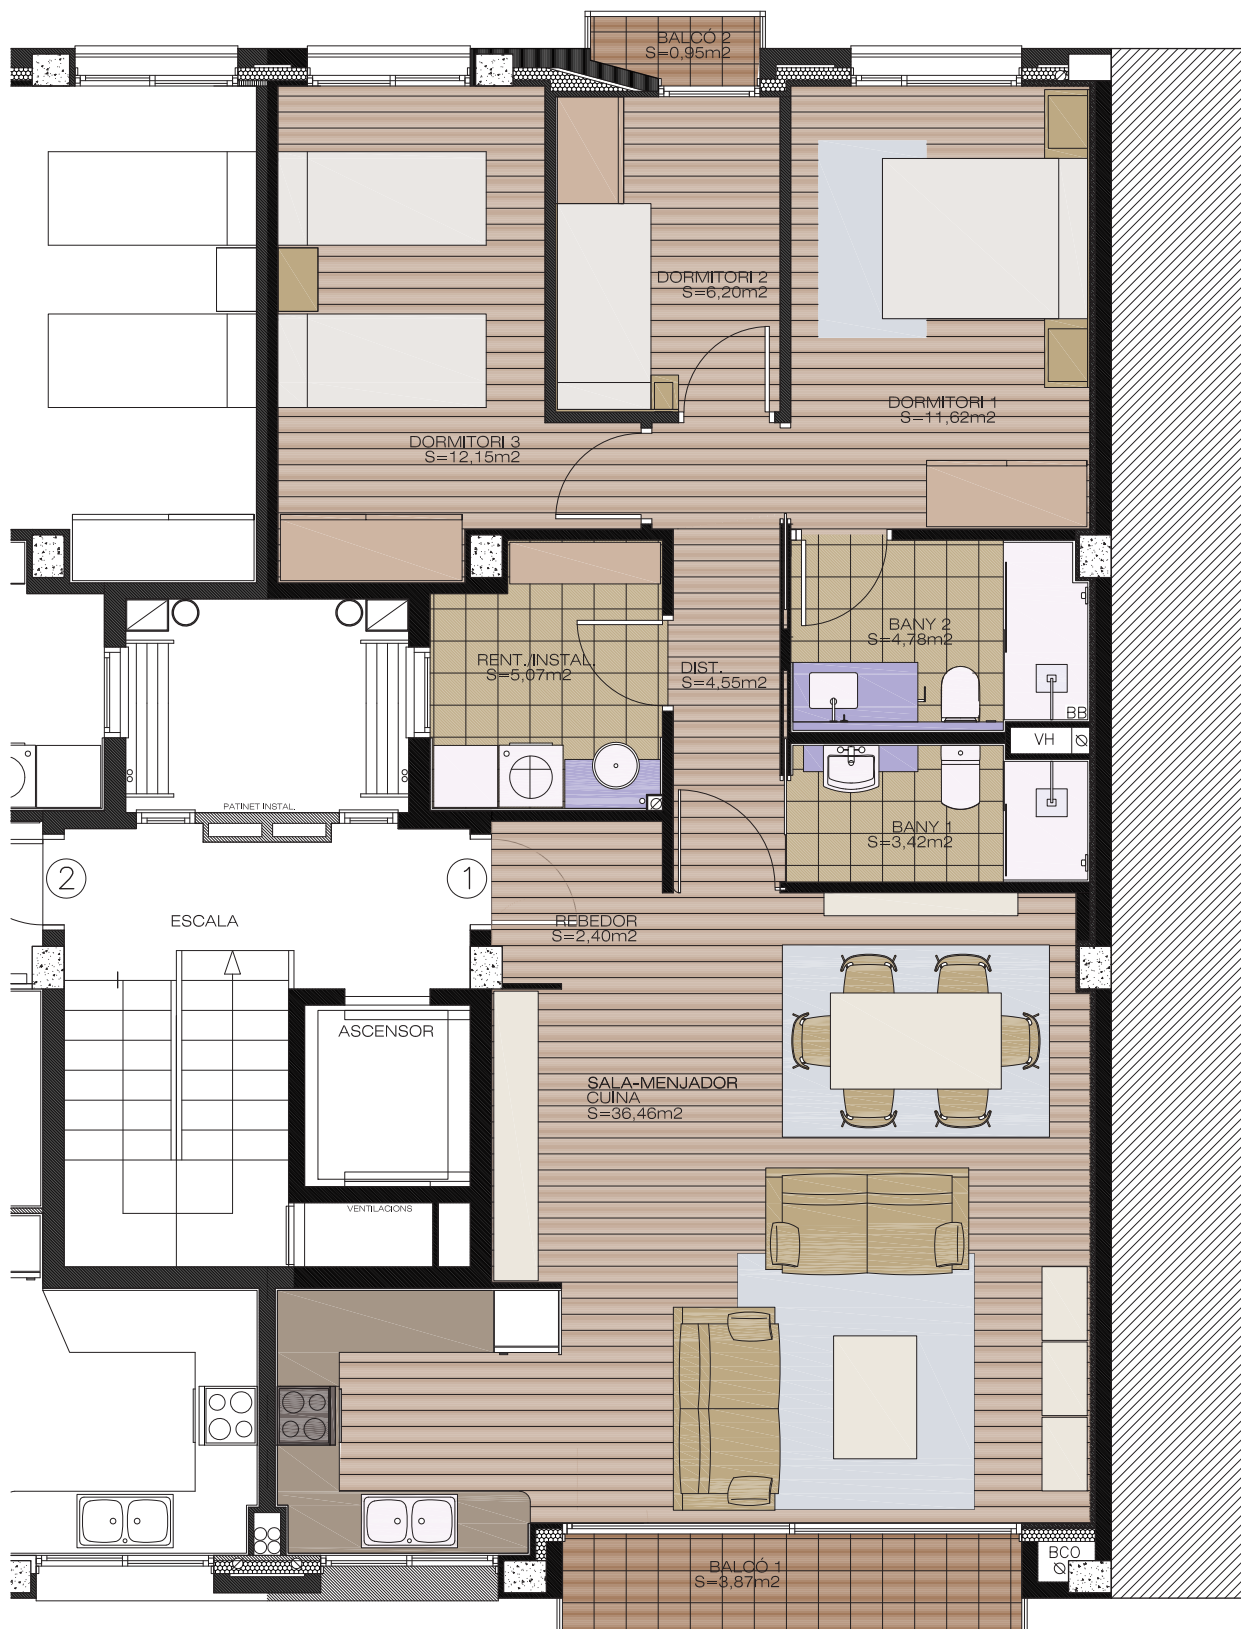 BALCÓ 2
S=0,95m2
DORMITORI 2
S=6,20m2
DORMITORI 1
S=11,62m2
DORMITORI 3
S=12,15m2
BANY 2
S=4,78m2
RENT./INSTAL.
S=5,07m2
DIST.
S=4,55m2
BB
VH
PATINET INSTAL.
BANY 1
S=3,42m2
2
1
ESCALA
REBEDOR
S=2,40m2
ASCENSOR
SALA-MENJADOR
CUINA
S=36,46m2
VENTILACIONS
BCO
BALCÓ 1
S=3,87m2